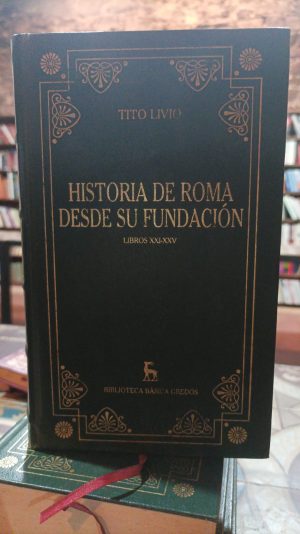 TITO LIVIO
HISTORIA DE ROMA
DESDE SU FUNDACIÓN
LIBROS XXI-XXV
BIBLIOTECA BÁSICA GREDOS